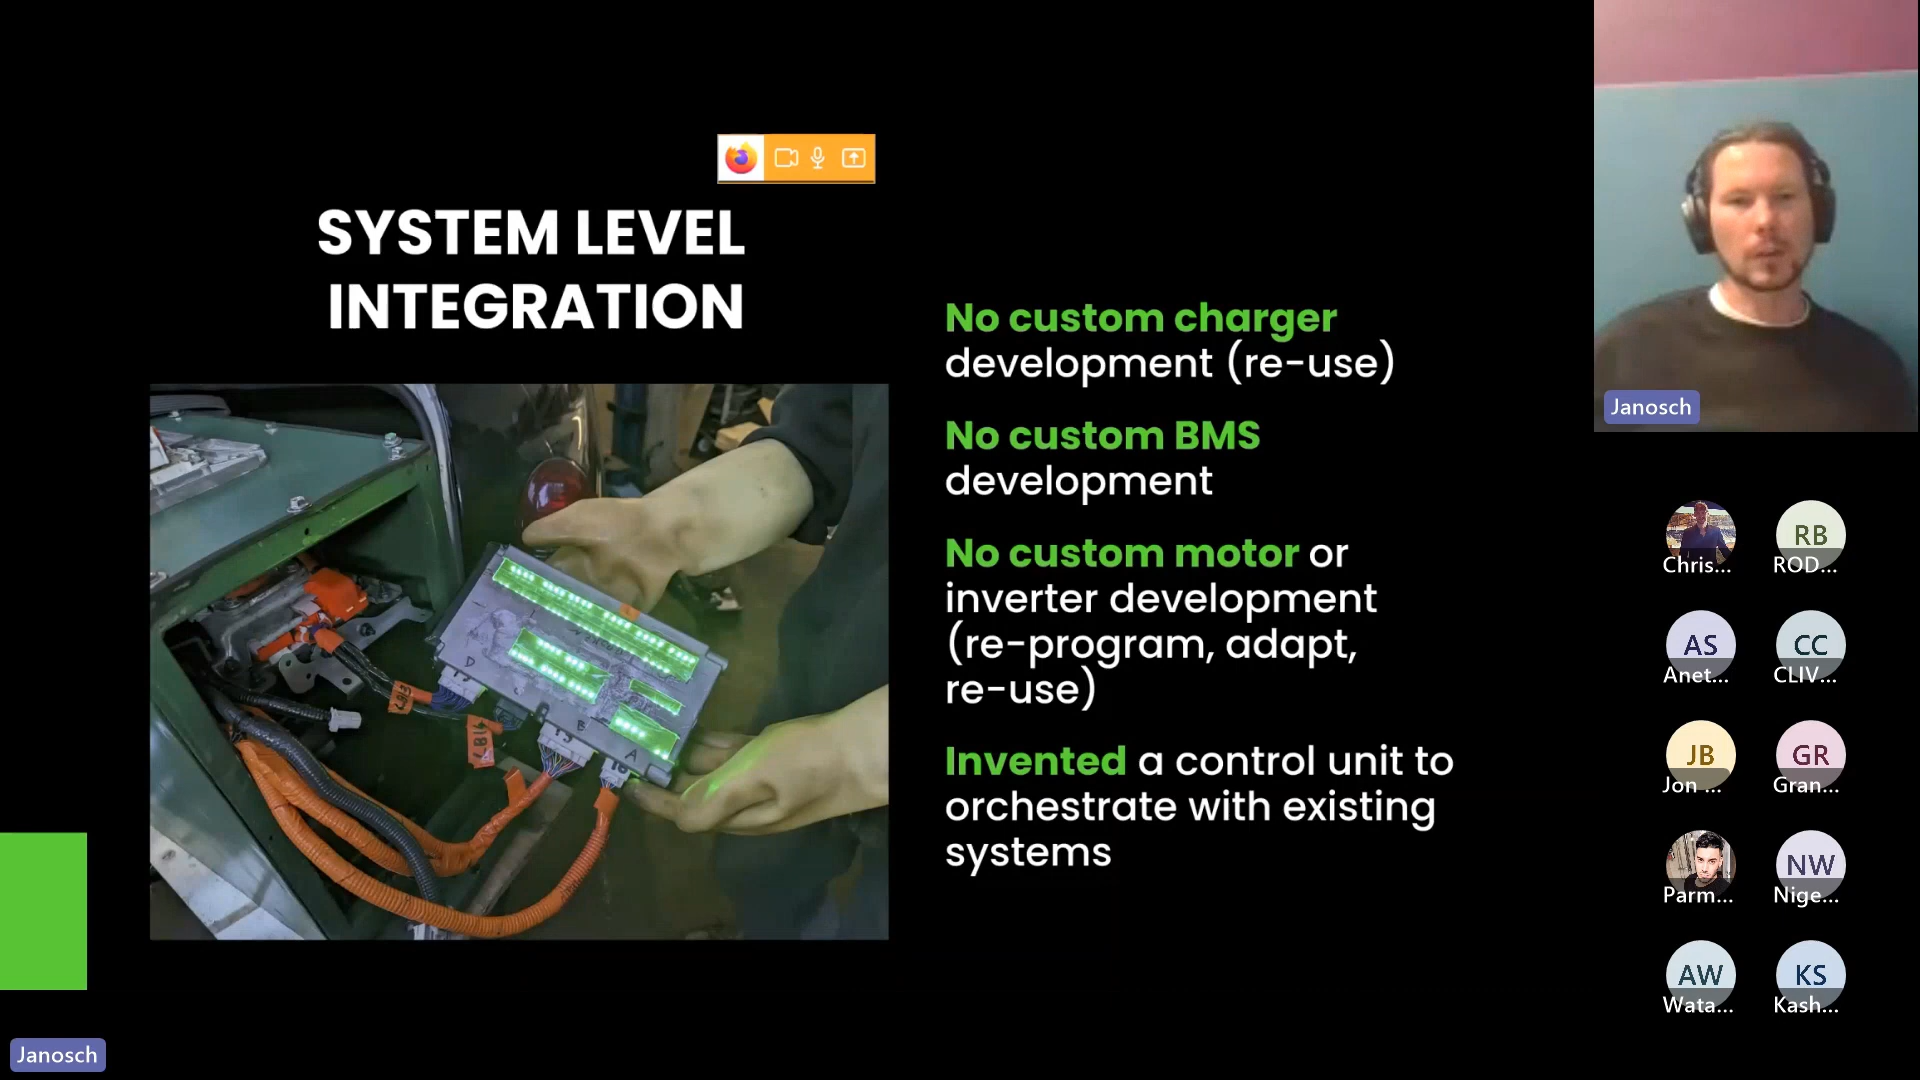 SYSTEM LEVEL
INTEGRATION
No custom charger
development (re-use)
No custom BMS
development
No custom motor or
inverter development
(re-program, adapt,
re-use)
Invented a control unit to
orchestrate with existing
systems
D
B
A
Janosch
Chris...
RB
ROD...
AS
Anet...
CC
CLIV...
JB
Jon ...
GR
Gran...
Parm...
NW
Nige...
AW
Wata...
KS
Kash...
Janosch